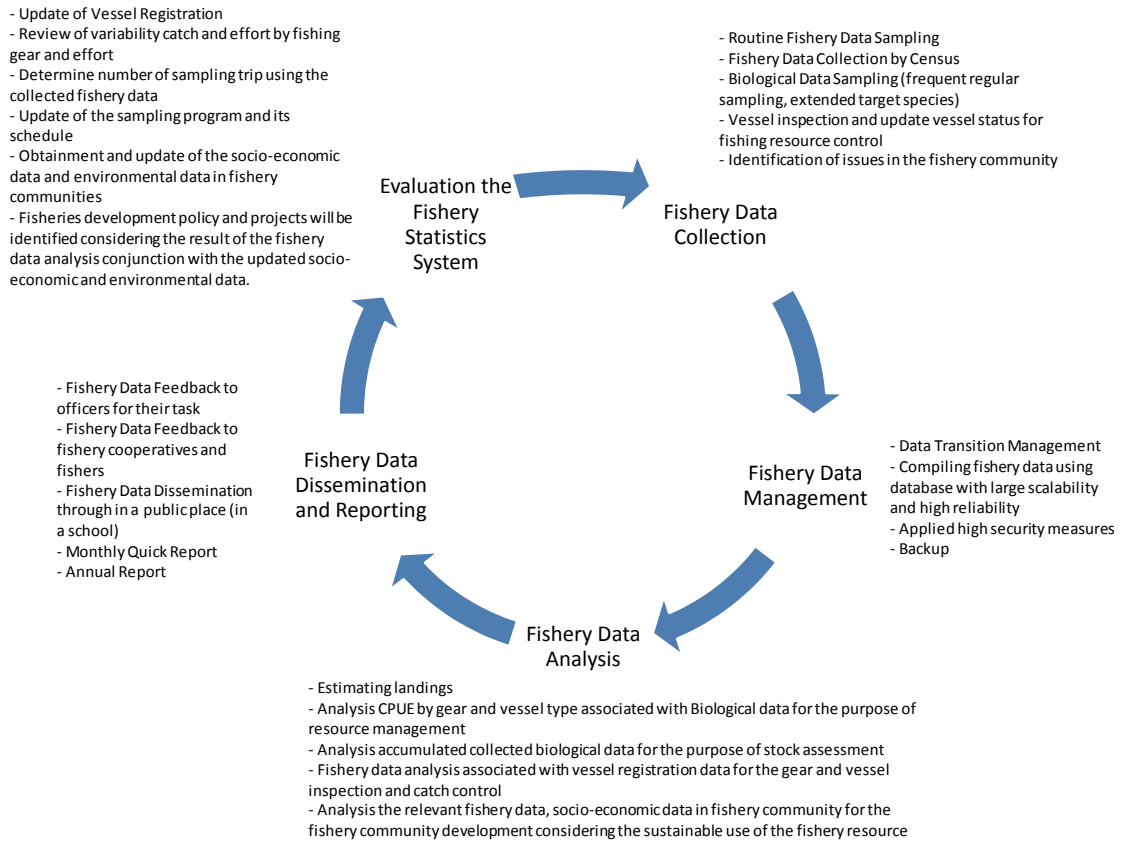 - Update of Vessel Registration
- Review of variability catch and effort by fishing
gear and effort
- Determine number of sampling trip using the
collected fishery data
- Update of the sampling program and its
schedule
- Obtainment and update of the socio-economic
data and environmental data in fishery
communities
- Fisheries development policy and projects will be
identified considering the result of the fishery
data analysis conjunction with the updated socio-
economic and environmental data.
Evaluation the
Fishery
Statistics
System
- Routine Fishery Data Sampling
- Fishery Data Collection by Census
- Biological Data Sampling (frequent regular
sampling, extended target species)
- Vessel inspection and update vessel status for
fishing resource control
- Identification of issues in the fishery community
Fishery Data
Collection
Fishery Data
Management
- Data Transition Management
- Compiling fishery data using
database with large scalability
and high reliability
- Applied high security measures
- Backup
Fishery Data
Analysis
- Estimating landings
- Analysis CPUE by gear and vessel type associated with Biological data for the purpose of
resource management
- Analysis accumulated collected biological data for the purpose of stock assessment
- Fishery data analysis associated with vessel registration data for the gear and vessel
inspection and catch control
- Analysis the relevant fishery data, socio-economic data in fishery community for the
fishery community development considering the sustainable use of the fishery resource
- Fishery Data Feedback to
officers for their task
- Fishery Data Feedback to
fishery cooperatives and
fishers
- Fishery Data Dissemination
through in a public place (in
a school)
- Monthly Quick Report
- Annual Report
Fishery Data
Dissemination
and Reporting